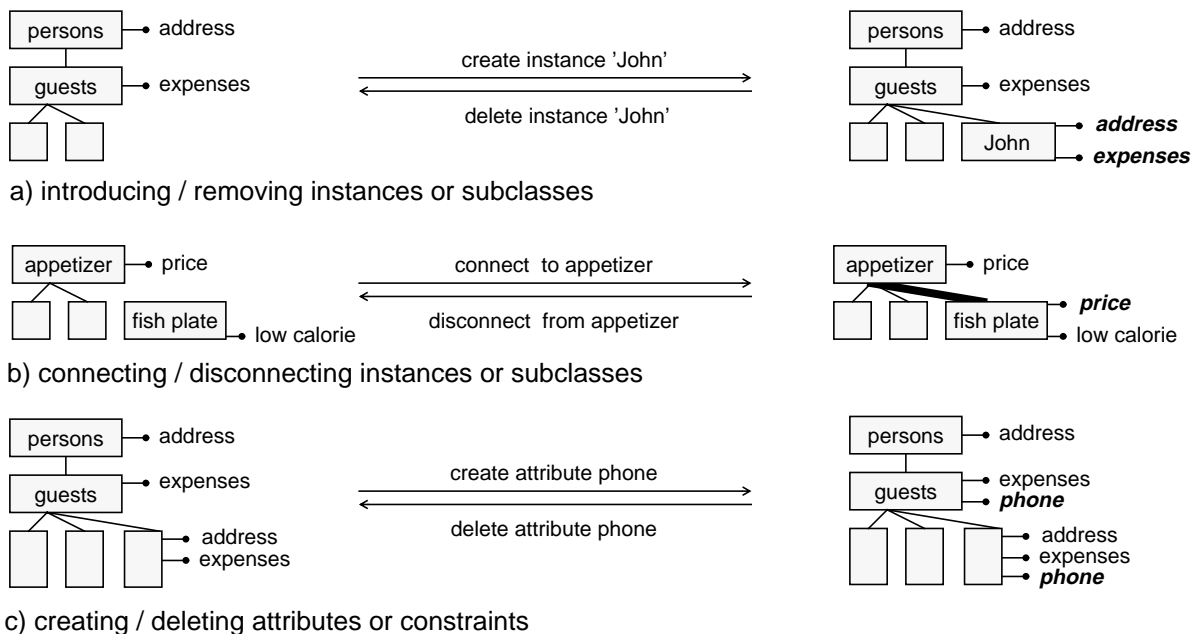 persons address
create instance 'John'
persons address
guests expenses
delete instance 'John'
guests expenses
John address
expenses
a) introducing / removing instances or subclasses
appetizer price
connect to appetizer
appetizer price
fish plate
low calorie
disconnect from appetizer
price
fish plate
low calorie
b) connecting / disconnecting instances or subclasses
persons address
persons address
create attribute phone
guests expenses
guests expenses
phone
delete attribute phone
address
expenses
address
expenses
phone
c) creating / deleting attributes or constraints